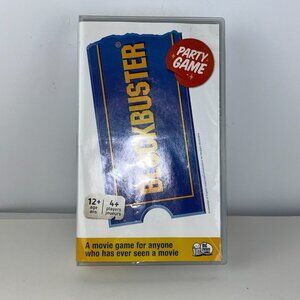 PARTY
GAME
BLOCKBUSTER®
12+
age
ans
4+
players
joueurs
A movie game for anyone
who has ever seen a movie